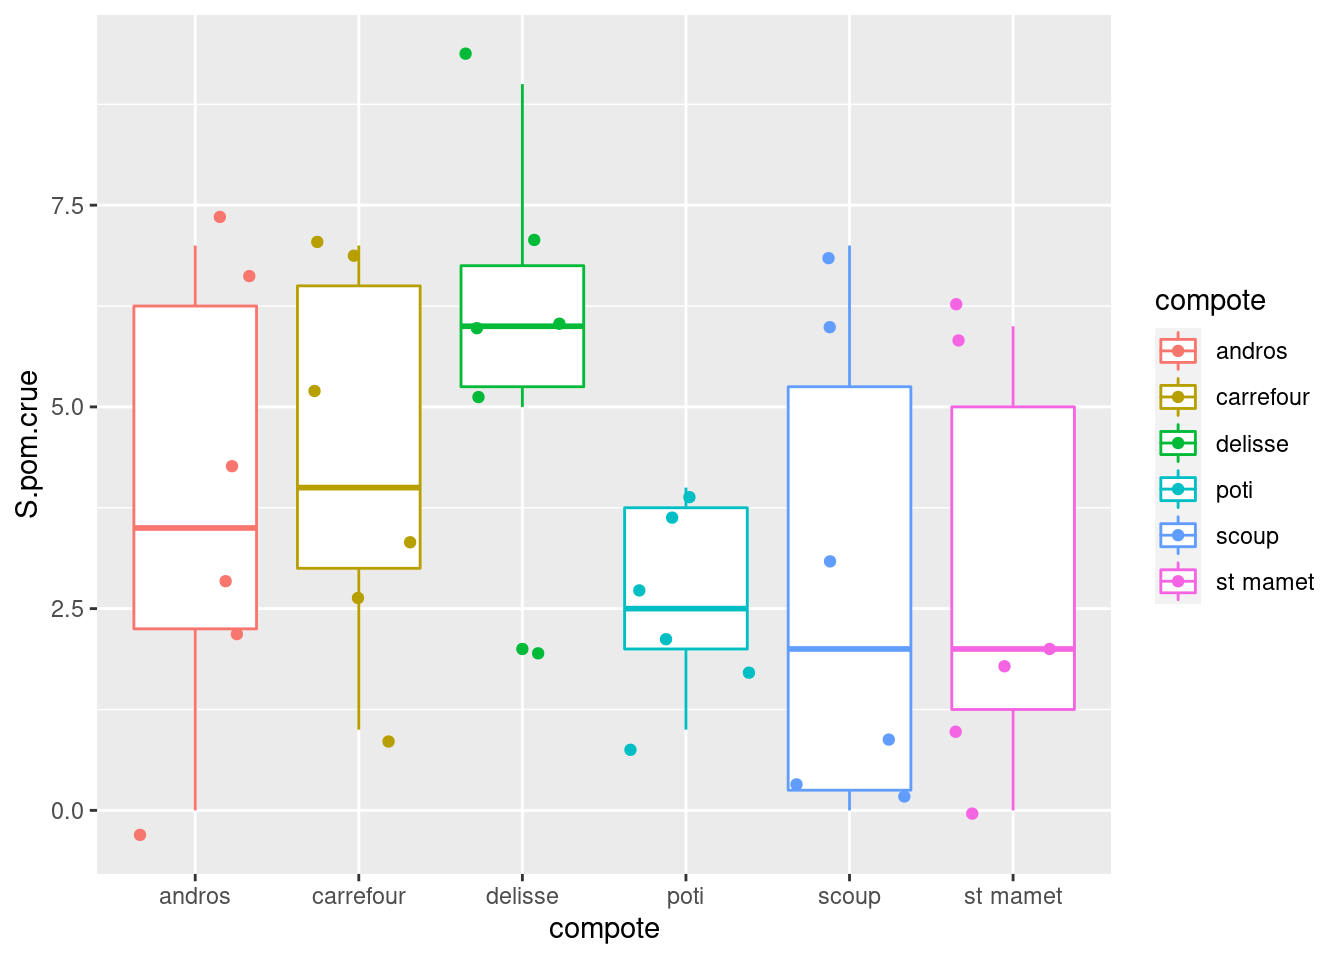 S.pom.crue
7.5
5.0
2.5
0.0
andros carrefour delisse poti scoup st mamet
compote
compote
andros
carrefour
delisse
poti
scoup
st mamet